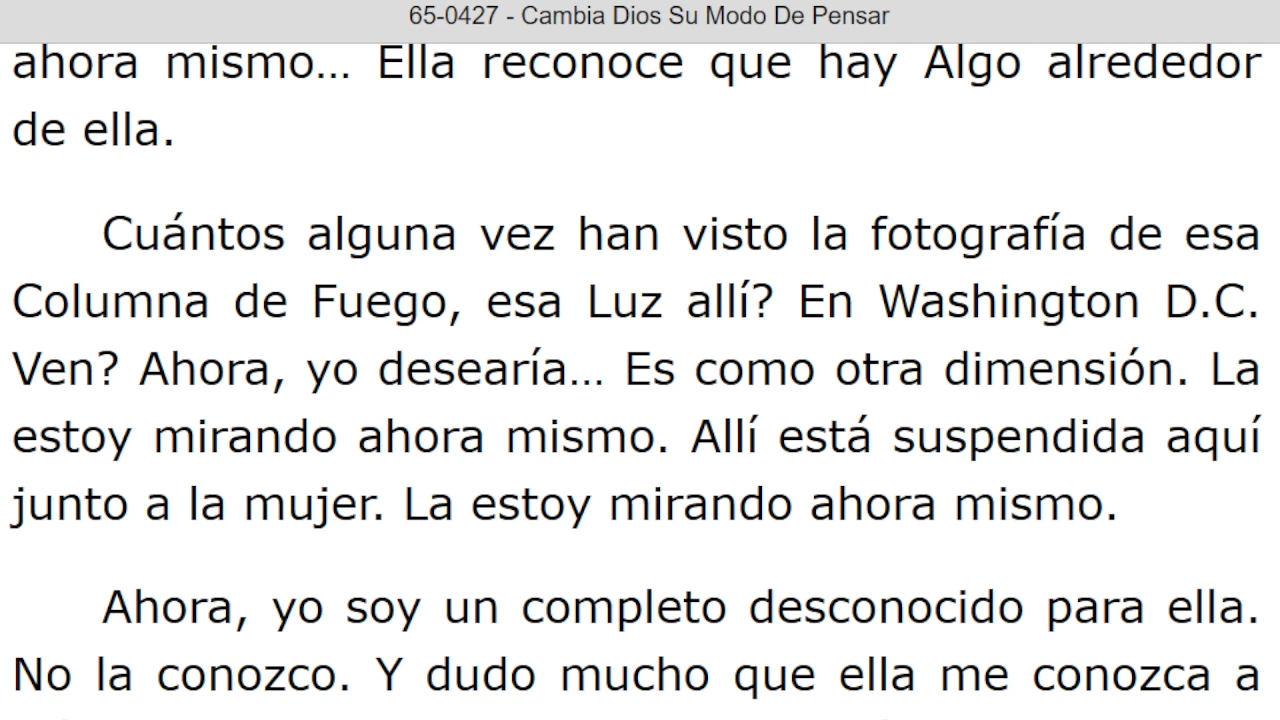 65-0427 - Cambia Dios Su Modo De Pensar
ahora mismo... Ella reconoce que hay Algo alrededor
de ella.
Cuántos alguna vez han visto la fotografía de esa
Columna de Fuego, esa Luz allí? En Washington D.C.
Ven? Ahora, yo desearía... Es como otra dimensión. La
estoy mirando ahora mismo. Allí está suspendida aquí
junto a la mujer. La estoy mirando ahora mismo.
Ahora, yo soy un completo desconocido para ella.
No la conozco. Y dudo mucho que ella me conozca a